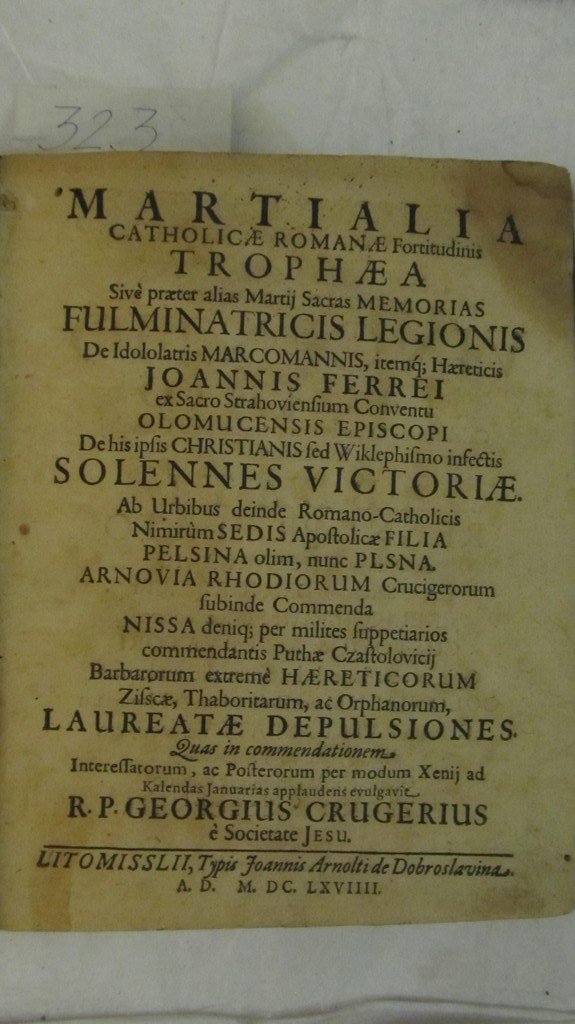 323
MARTIALIA
CATHOLICÆ ROMANÆ Fortitudinis
TROPHÆA
Sivè præter alias Martij Sacras MEMORIAS
FULMINATRICIS LEGIONIS
De Idololatris MARCOMANNIS, itemq́; Hæreticis
JOANNIS FERREI
ex Sacro Strahoviensium Conventu
OLOMUCENSIS EPISCOPI
De his ipſis CHRISTIANIS ſed Wiklephiſmo infectis
SOLENNES VICTORIÆ.
Ab Urbibus deinde Romano-Catholicis
Nimirùm SEDIS Apoſtolicæ FILIA
PELSINA olim, nunc PLSNA.
ARNOVIA RHODIORUM Crucigerorum
ſubinde Commenda
NISSA deniq; per milites ſuppetiarios
commendantis Puthæ Czaſtolovicij
Barbarorum extremè HÆRETICORUM
Ziſscæ, Thaboritarum, ac Orphanorum,
LAUREATÆ DEPULSIONES.
Quas in commendationem
Intereſſatorum, ac Poſterorum per modum Xenij ad
Kalendas Januarias applaudens evulgavit
R. P. GEORGIUS CRUGERIUS
è Societate JESU.
LITOMISSLII, Typis Joannis Arnolti de Dobroslavina.
A. D. M. DC. LXVIIII.